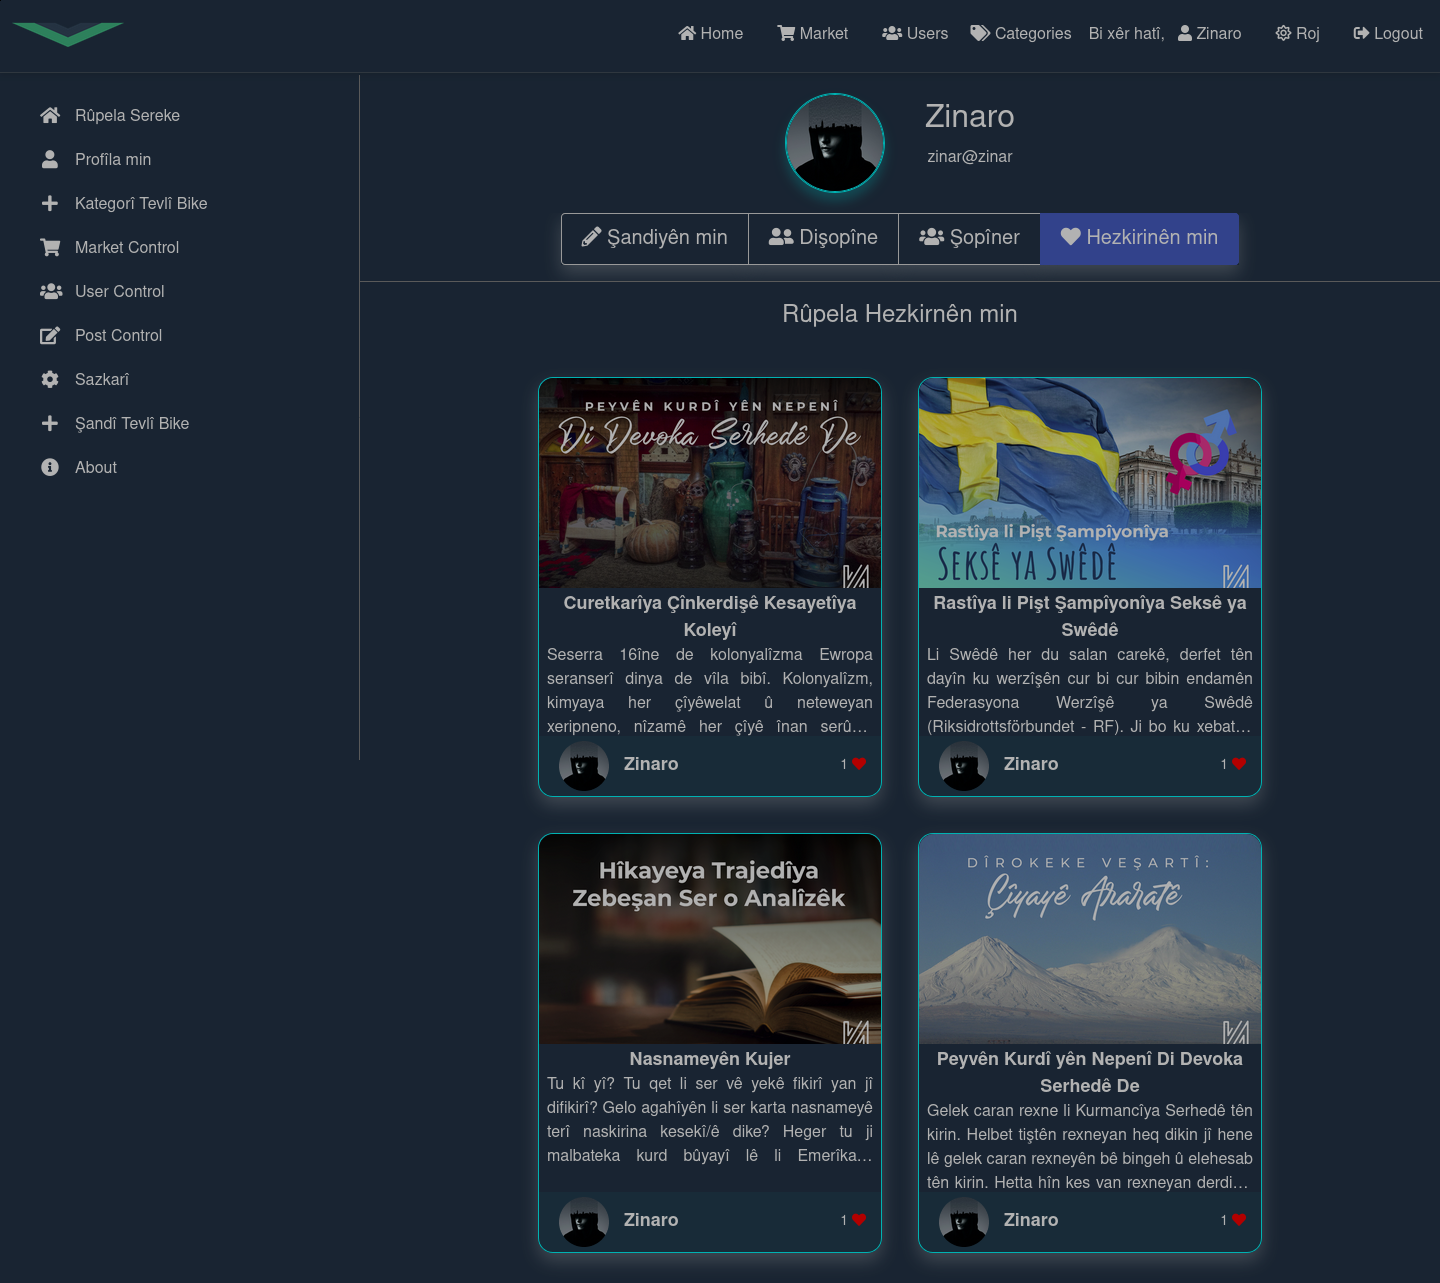 Home Market Users Categories Bi xêr hatî, Zinaro Roj Logout
Rûpela Sereke
Profîla min
Kategorî Tevlî Bike
Market Control
User Control
Post Control
Sazkarî
Şandî Tevlî Bike
About
Zinaro
zinar@zinar
Şandiyên min Dişopîne Şopîner Hezkirinên min
Rûpela Hezkirnên min
PEYVÊN KURDÎ YÊN NEPENÎ
Di Devoka Serhedê De
Curetkarîya Çînkerdişê Kesayetîya
Koleyî
Seserra 16îne de kolonyalîzma Ewropa
seranserî dinya de vîla bibî. Kolonyalîzm,
kimyaya her çîyêwelat û neteweyan
xeripneno, nîzamê her çîyê înan serû…
Zinaro 1
Rastîya li Pişt Şampîyonîya
SEKSÊ YA SWÊDÊ
Rastîya li Pişt Şampîyonîya Seksê ya
Swêdê
Li Swêdê her du salan carekê, derfet tên
dayîn ku werzîşên cur bi cur bibin endamên
Federasyona Werzîşê ya Swêdê
(Riksidrottsförbundet - RF). Ji bo ku xebat…
Zinaro 1
Hîkayeya Trajedîya
Zebeşan Ser o Analîzêk
Nasnameyên Kujer
Tu kî yî? Tu qet li ser vê yekê fikirî yan jî
difikirî? Gelo agahîyên li ser karta nasnameyê
terî naskirina kesekî/ê dike? Heger tu ji
malbateka kurd bûyayî lê li Emerîka…
Zinaro 1
DÎROKEKE VEŞARTÎ:
Çîyayê Araratê
Peyvên Kurdî yên Nepenî Di Devoka
Serhedê De
Gelek caran rexne li Kurmancîya Serhedê tên
kirin. Helbet tiştên rexneyan heq dikin jî hene
lê gelek caran rexneyên bê bingeh û elehesab
tên kirin. Hetta hîn kes van rexneyan derdi…
Zinaro 1